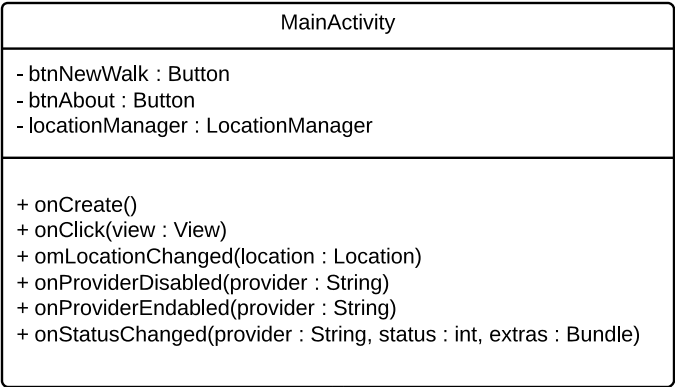 MainActivity
- btnNewWalk : Button
- btnAbout : Button
- locationManager : LocationManager
+ onCreate()
+ onClick(view : View)
+ omLocationChanged(location : Location)
+ onProviderDisabled(provider : String)
+ onProviderEndabled(provider : String)
+ onStatusChanged(provider : String, status : int, extras : Bundle)